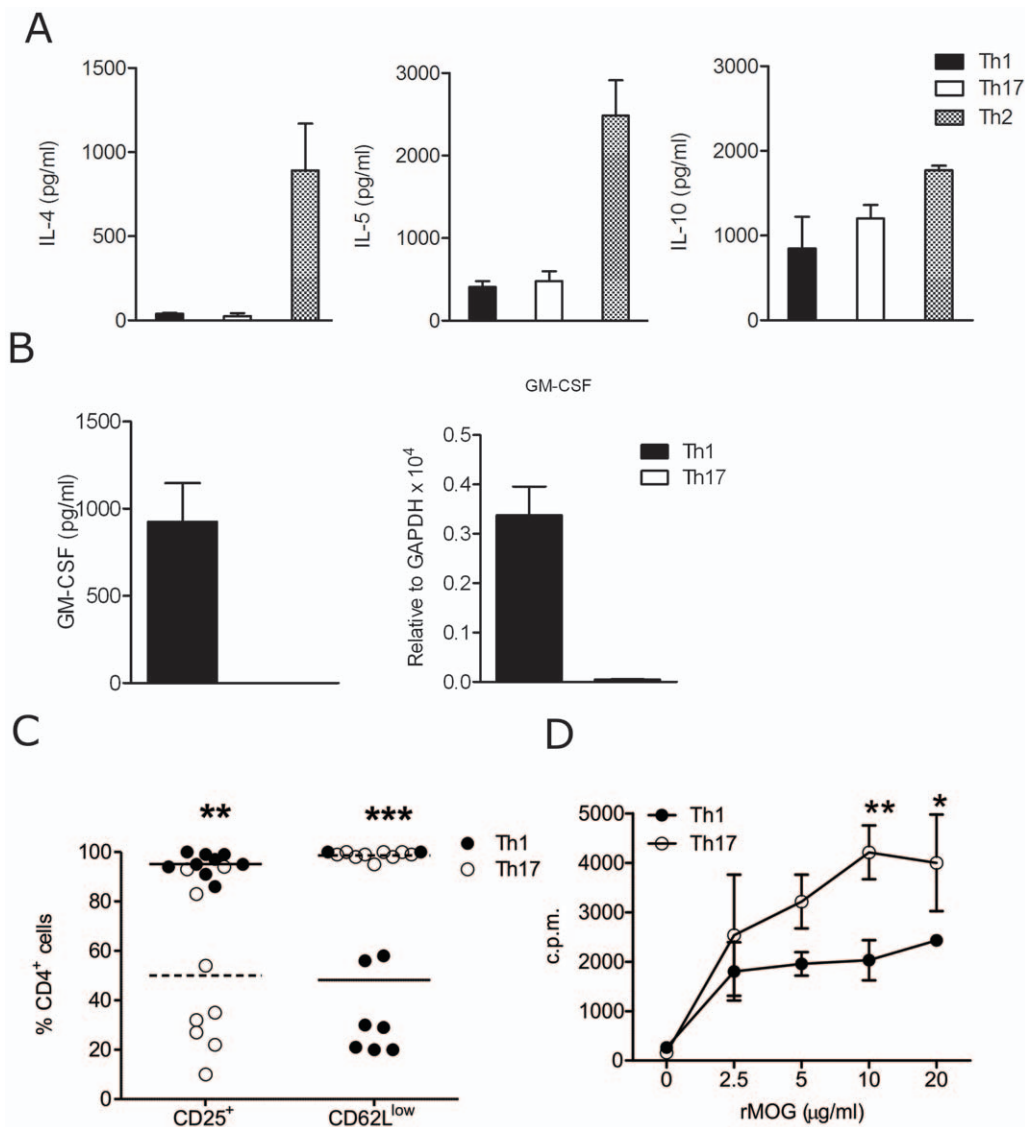 A
1500
1000
500
0
IL-4 (pg/ml)
3000
2000
1000
0
IL-5 (pg/ml)
3000
2000
1000
0
IL-10 (pg/ml)
Th1
Th17
Th2
B
1500
1000
500
0
GM-CSF (pg/ml)
GM-CSF
0.5
0.4
0.3
0.2
0.1
0.0
Relative to GAPDH x 10⁴
Th1
Th17
C
** ***
100
80
60
40
20
0
% CD4⁺ cells
CD25⁺ CD62Lˡᵒʷ
Th1
Th17
D
** *
5000
4000
3000
2000
1000
0
c.p.m.
Th1
Th17
0 2.5 5 10 20
rMOG (μg/ml)